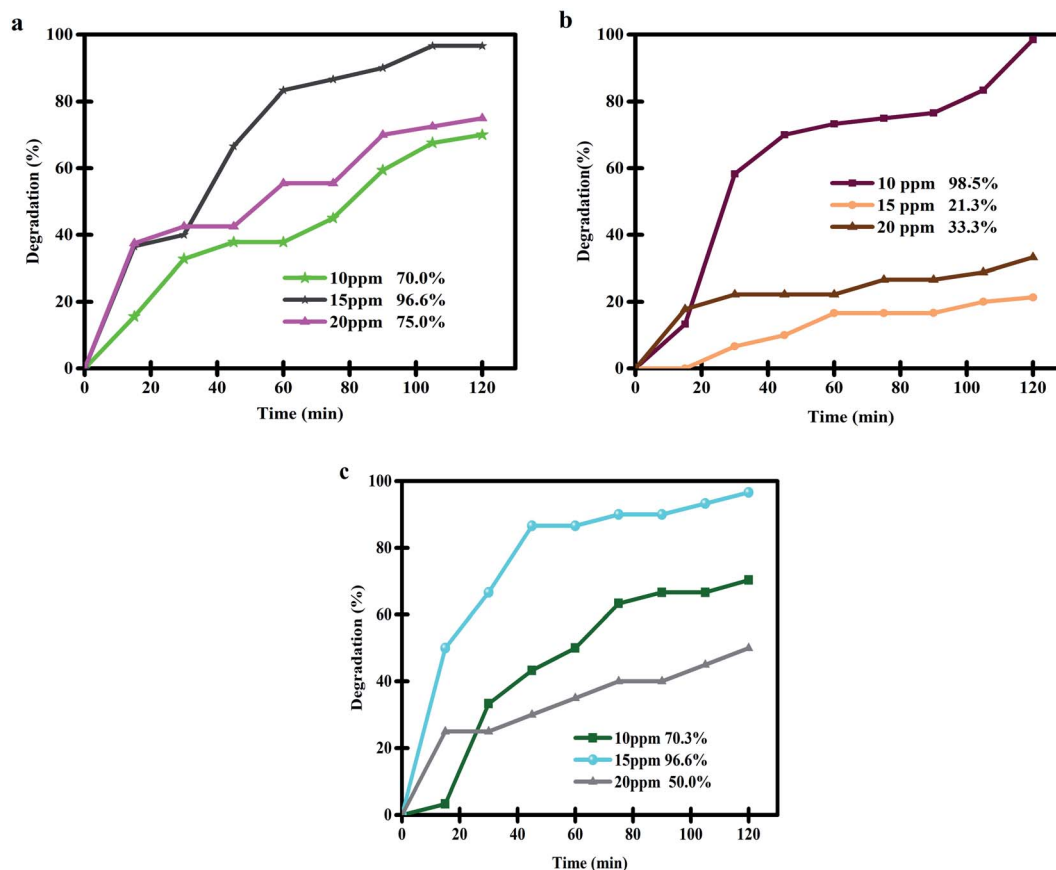 a
Degradation (%)
100
80
60
40
20
0
10ppm 70.0%
15ppm 96.6%
20ppm 75.0%
0 20 40 60 80 100 120
Time (min)
b
Degradation(%)
100
80
60
40
20
0
10 ppm 98.5%
15 ppm 21.3%
20 ppm 33.3%
0 20 40 60 80 100 120
Time (min)
c
Degradation (%)
100
80
60
40
20
0
10ppm 70.3%
15ppm 96.6%
20ppm 50.0%
0 20 40 60 80 100 120
Time (min)